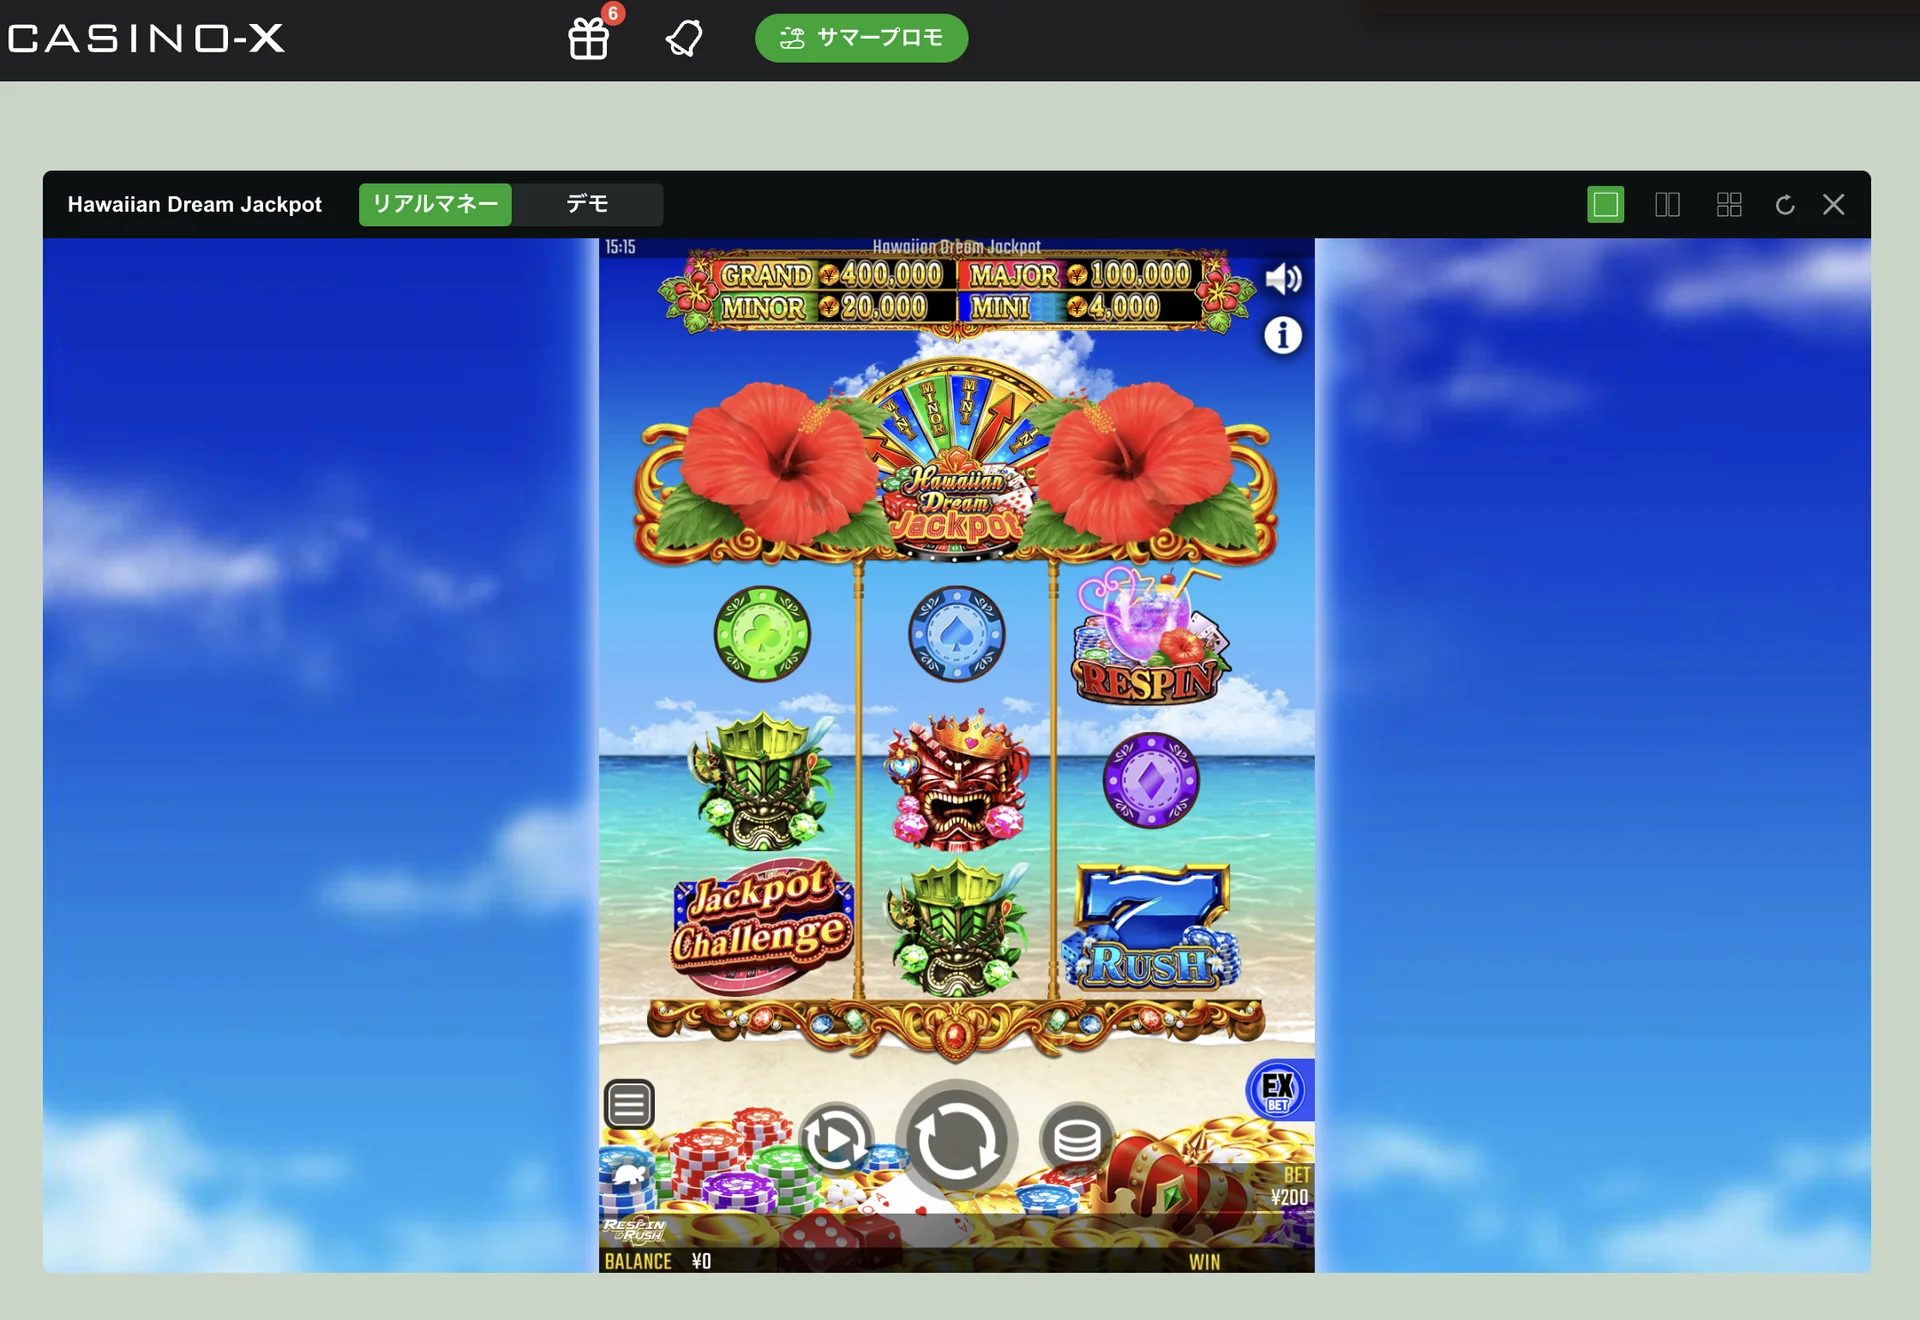 CASINO-X
6
サマープロモ
Hawaiian Dream Jackpot
リアルマネー
デモ
15:15
Hawaiian Dream Jackpot
GRAND ¥400,000
MAJOR ¥100,000
MINOR ¥20,000
MINI ¥4,000
MINI
MINOR
MINI
Hawaiian
Dream
Jackpot
RESPIN
Jackpot
Challenge
7
RUSH
EX
BET
BET
¥200
RESPIN
RUSH
BALANCE ¥0
WIN